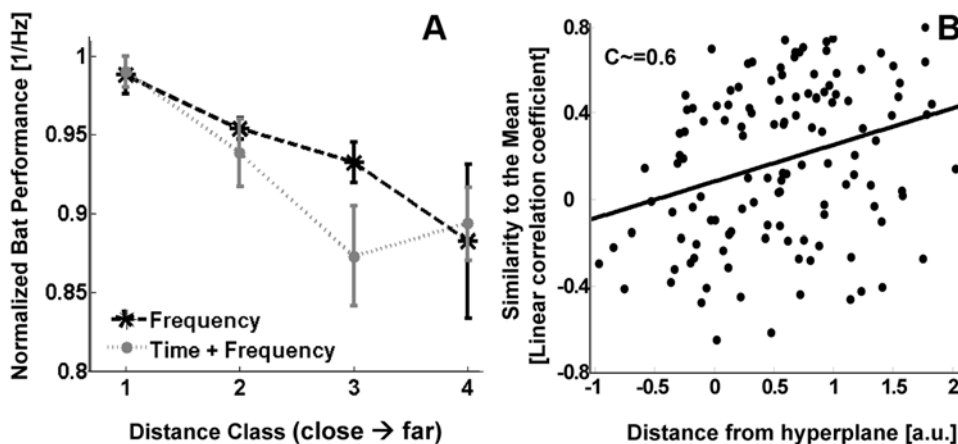 A
Normalized Bat Performance [1/Hz]
1
0.95
0.9
0.85
0.8
Frequency
Time + Frequency
1 2 3 4
Distance Class (close → far)
B
C~=0.6
Similarity to the Mean
[Linear correlation coefficient]
0.8
0.4
0
-0.4
-0.8
-1 -0.5 0 0.5 1 1.5 2
Distance from hyperplane [a.u.]